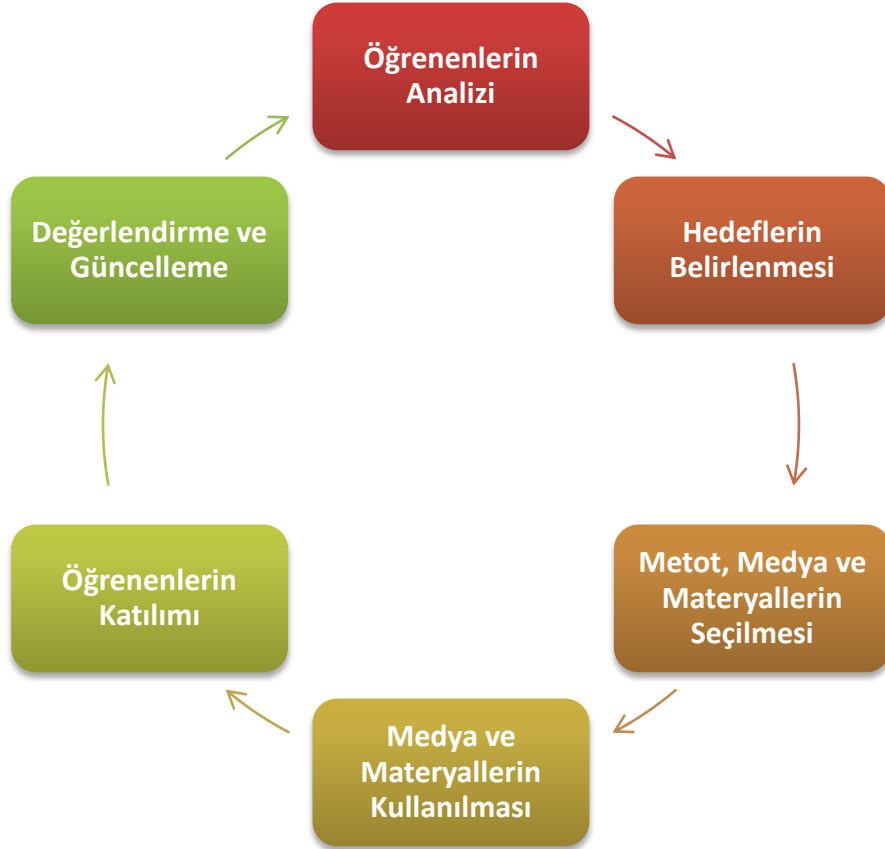 Öğrenenlerin
Analizi
Hedeflerin
Belirlenmesi
Metot, Medya ve
Materyallerin
Seçilmesi
Medya ve
Materyallerin
Kullanılması
Öğrenenlerin
Katılımı
Değerlendirme ve
Güncelleme